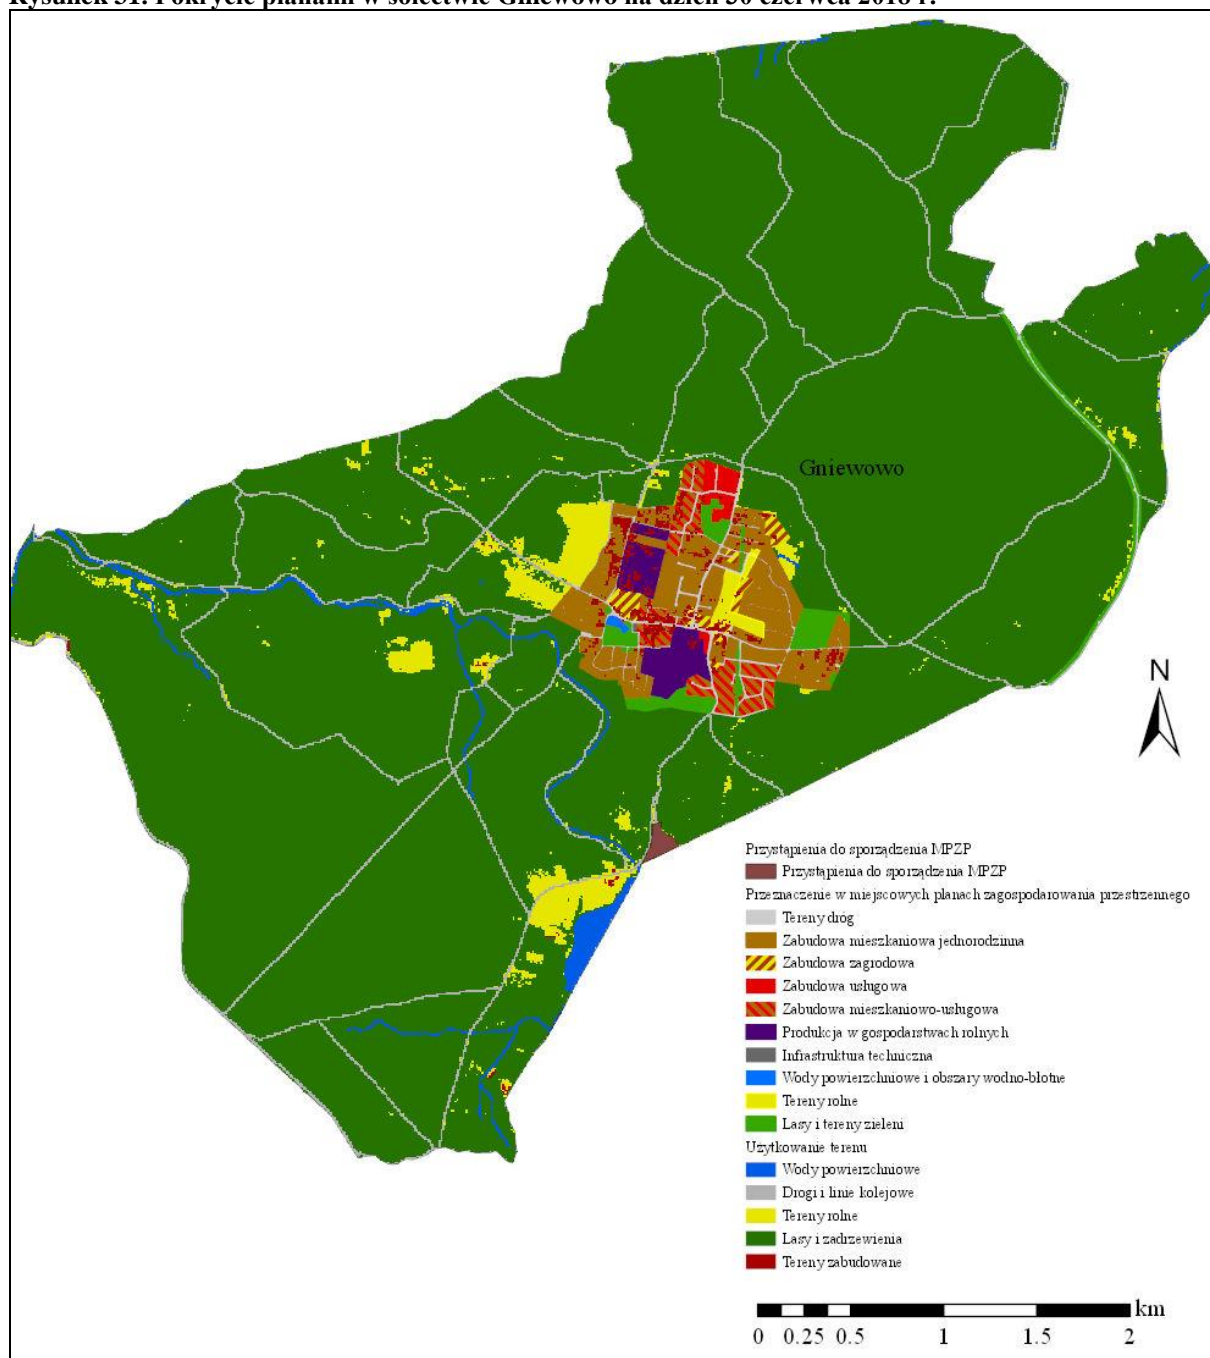 Rysunek 31. Pokrycie planami w sołectwie Gniewowo na dzień 30 czerwca 2018 r.
Gniewowo
N
Przystąpienia do sporządzenia MPZP
Przystąpienia do sporządzenia MPZP
Przeznaczenie w miejscowych planach zagospodarowania przestrzennego
Tereny dróg
Zabudowa mieszkaniowa jednorodzinna
Zabudowa zagrodowa
Zabudowa usługowa
Zabudowa mieszkaniowo-usługowa
Produkcja w gospodarstwach rolnych
Infrastruktura techniczna
Wody powierzchniowe i obszary wodno-błotne
Tereny rolne
Lasy i tereny zieleni
Użytkowanie terenu
Wody powierzchniowe
Drogi i linie kolejowe
Tereny rolne
Lasy i zadrzewienia
Tereny zabudowane
km
0 0.25 0.5 1 1.5 2